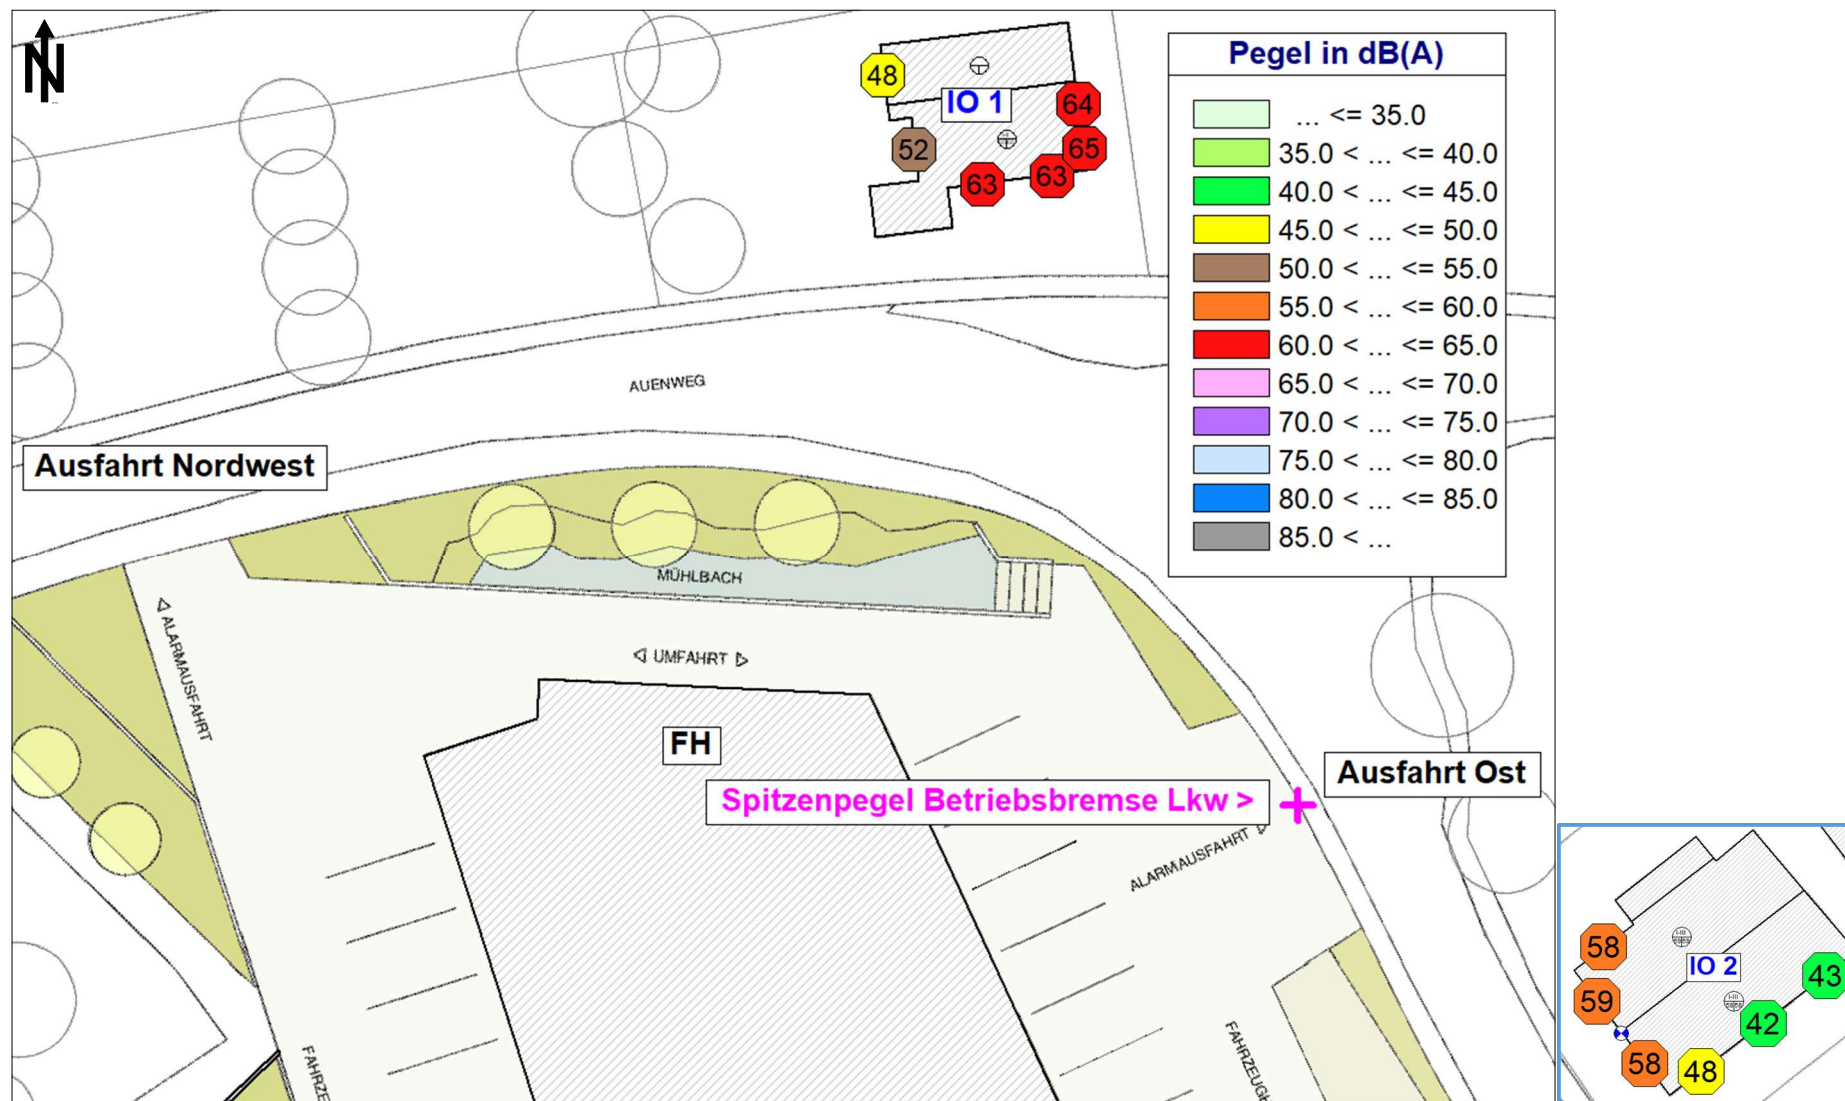 N
48
IO 1
64
52
65
63
63
Pegel in dB(A)
... <= 35.0
35.0 < ... <= 40.0
40.0 < ... <= 45.0
45.0 < ... <= 50.0
50.0 < ... <= 55.0
55.0 < ... <= 60.0
60.0 < ... <= 65.0
65.0 < ... <= 70.0
70.0 < ... <= 75.0
75.0 < ... <= 80.0
80.0 < ... <= 85.0
85.0 < ...
AUENWEG
Ausfahrt Nordwest
MÜHLBACH
ALARMAUSFAHRT
UMFAHRT
FH
Ausfahrt Ost
Spitzenpegel Betriebsbremse Lkw >
ALARMAUSFAHRT
58
IO 2
43
59
42
58
48
FAHRZE
FAHRZEUGH